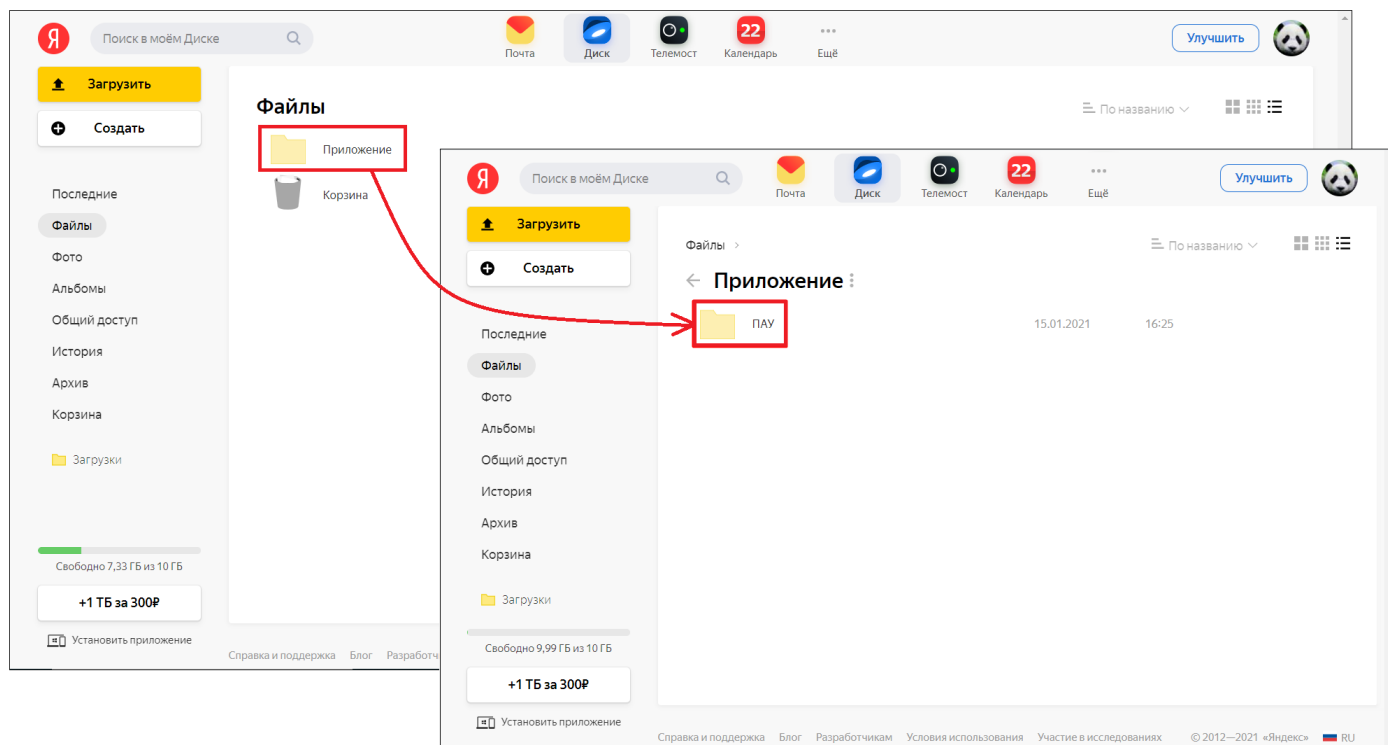 Я
Поиск в моём Диске
Почта
Диск
Телемост
22
Календарь
Ещё
Улучшить
Загрузить
Создать
Последние
Файлы
Фото
Альбомы
Общий доступ
История
Архив
Корзина
Загрузки
Свободно 7,33 ГБ из 10 ГБ
+1 ТБ за 300₽
Установить приложение
Файлы
По названию
Приложение
Корзина
Справка и поддержка Блог Разработч
Я
Поиск в моём Диске
Почта
Диск
Телемост
22
Календарь
Ещё
Улучшить
Загрузить
Создать
Последние
Файлы
Фото
Альбомы
Общий доступ
История
Архив
Корзина
Загрузки
Свободно 9,99 ГБ из 10 ГБ
+1 ТБ за 300₽
Установить приложение
Файлы
По названию
Приложение
ПАУ 15.01.2021 16:25
Справка и поддержка Блог Разработчикам Условия использования Участие в исследованиях © 2012—2021 «Яндекс» RU